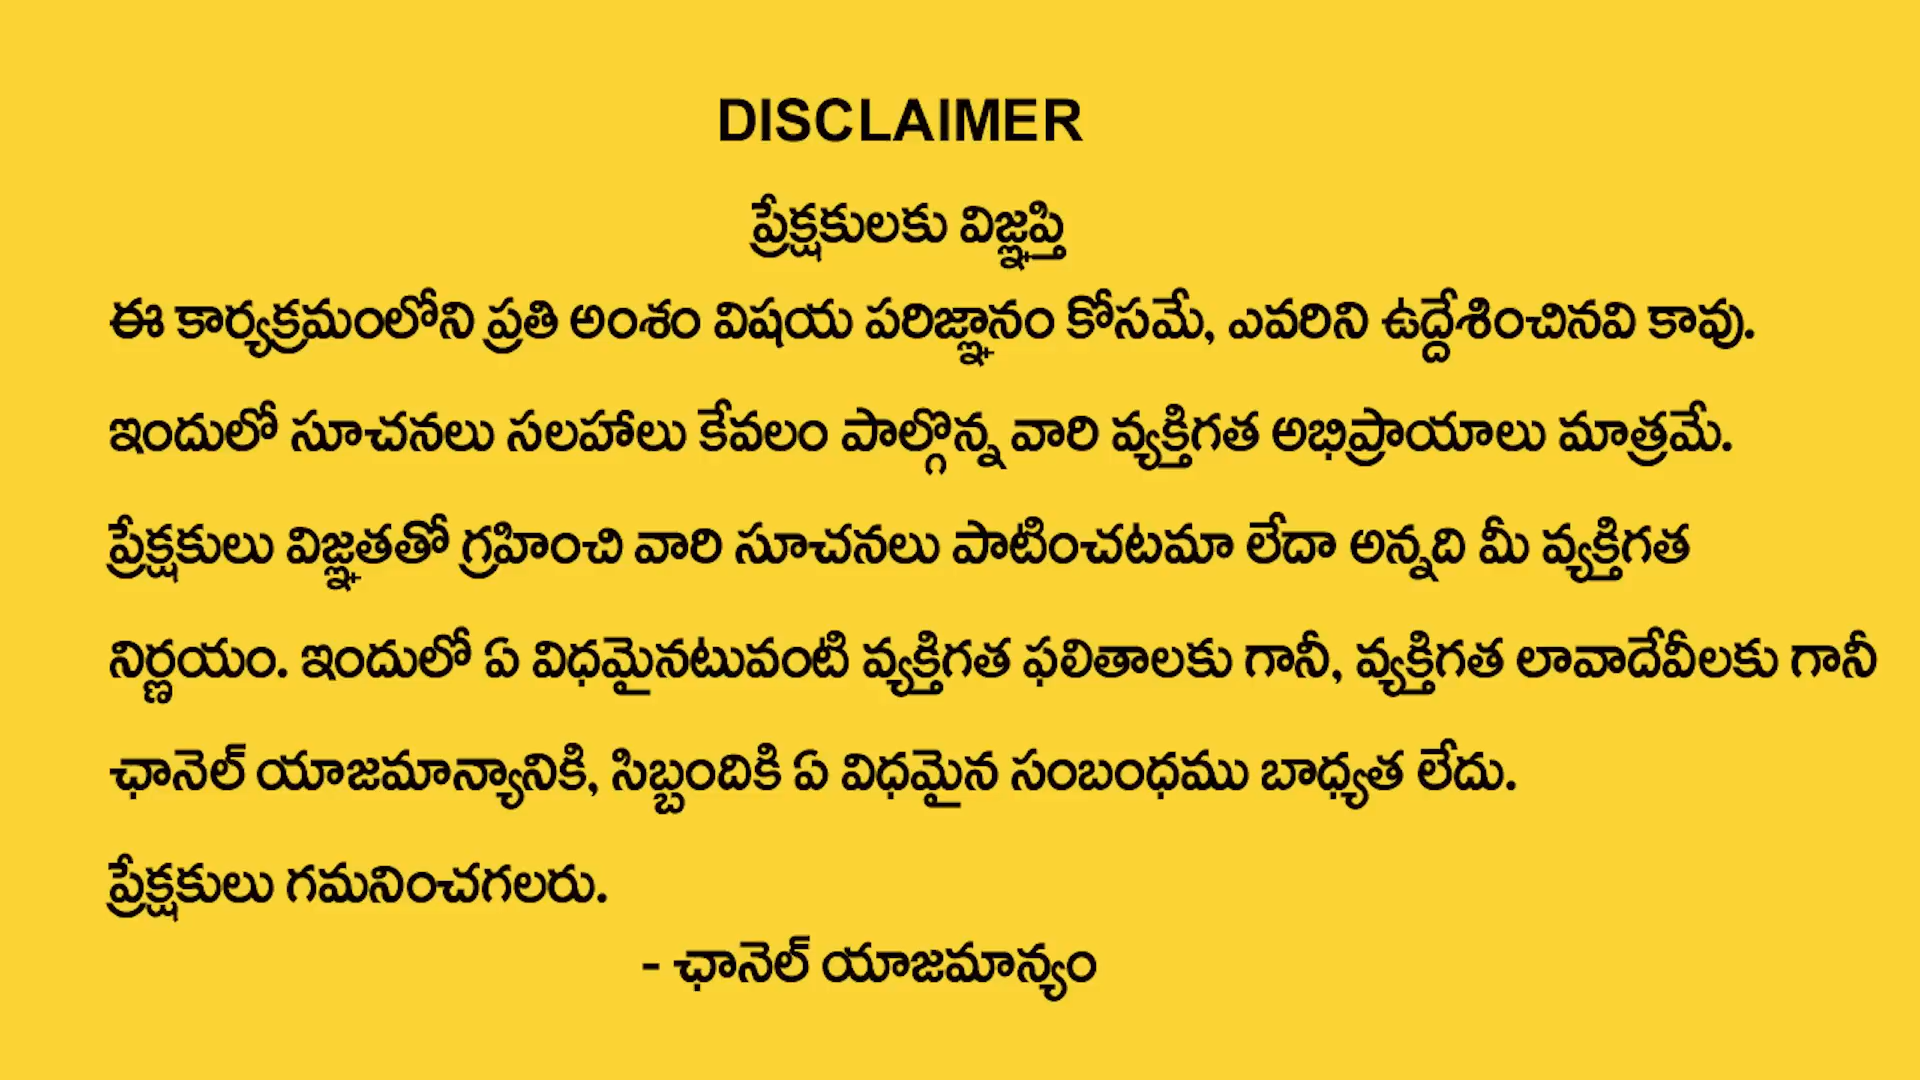 DISCLAIMER
ప్రేక్షకులకు విజ్ఞప్తి
ఈ కార్యక్రమంలోని ప్రతి అంశం విషయ పరిజ్ఞానం కోసమే, ఎవరిని ఉద్దేశించినవి కావు.
ఇందులో సూచనలు సలహాలు కేవలం పాల్గొన్న వారి వ్యక్తిగత అభిప్రాయాలు మాత్రమే.
ప్రేక్షకులు విజ్ఞతతో గ్రహించి వారి సూచనలు పాటించటమా లేదా అన్నది మీ వ్యక్తిగత
నిర్ణయం. ఇందులో ఏ విధమైనటువంటి వ్యక్తిగత ఫలితాలకు గానీ, వ్యక్తిగత లావాదేవీలకు గానీ
ఛానెల్ యాజమాన్యానికి, సిబ్బందికి ఏ విధమైన సంబంధము బాధ్యత లేదు.
ప్రేక్షకులు గమనించగలరు.
- ఛానెల్ యాజమాన్యం